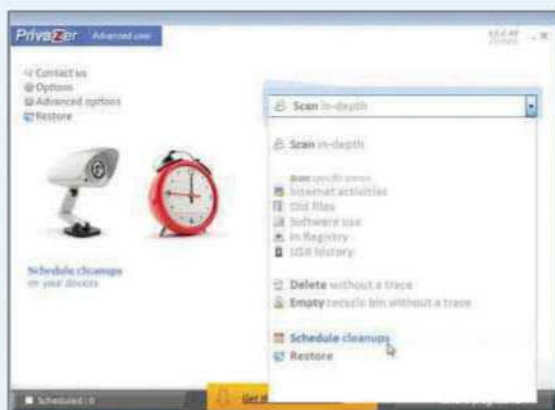 PrivaZer Advanced user
Contact us
Options
Advanced options
Restore
Schedule cleanups
on your devices
Scan in-depth
Scan in-depth
Scan
Internet activities
Old files
Software use
In Registry
USB history
Delete without a trace
Empty recycle bin without a trace
Schedule cleanups
Restore
Scheduled : 0
Get